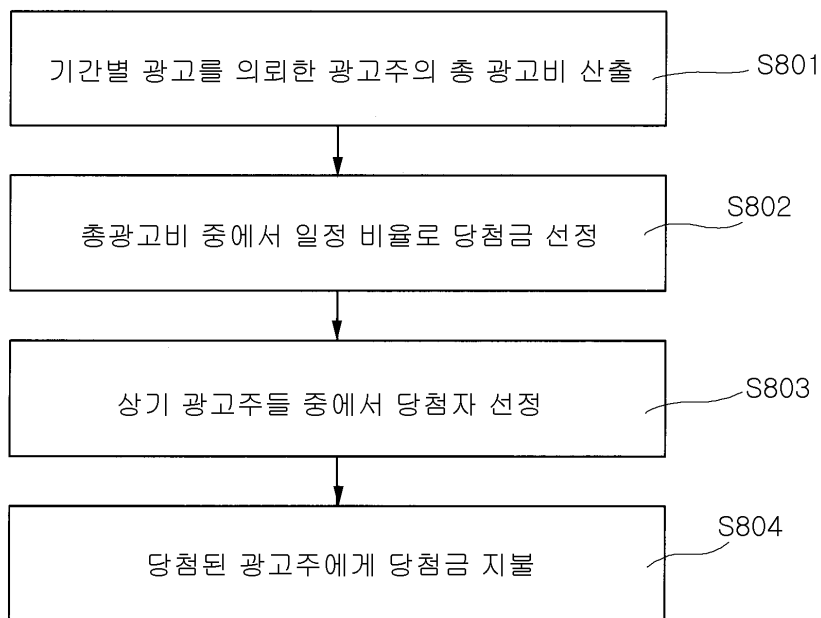 기간별 광고를 의뢰한 광고주의 총 광고비 산출
S801
총광고비 중에서 일정 비율로 당첨금 선정
S802
상기 광고주들 중에서 당첨자 선정
S803
당첨된 광고주에게 당첨금 지불
S804